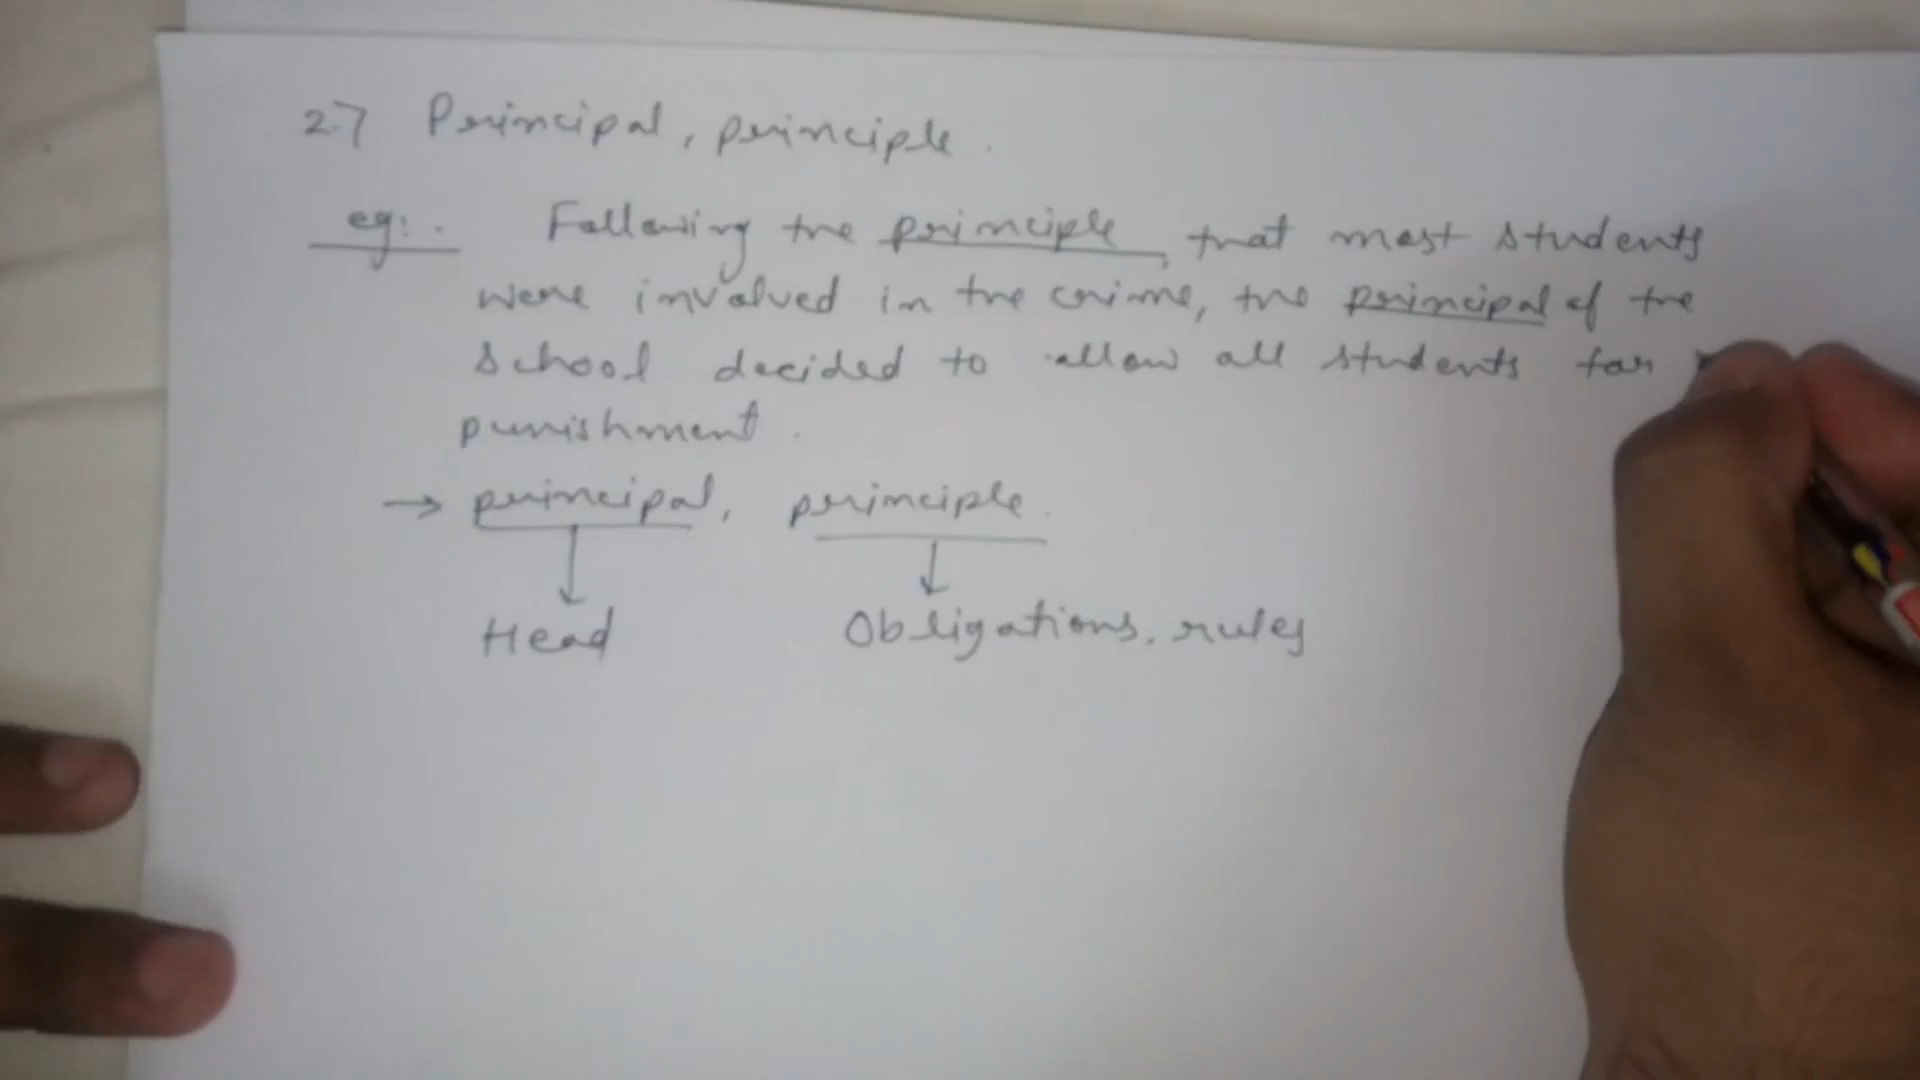 27 Principal, principle.
eg:. Following the principle, that most students
were involved in the crime, the principal of the
school decided to allow all students for
punishment.
→ principal, principle.
Head Obligations, rules